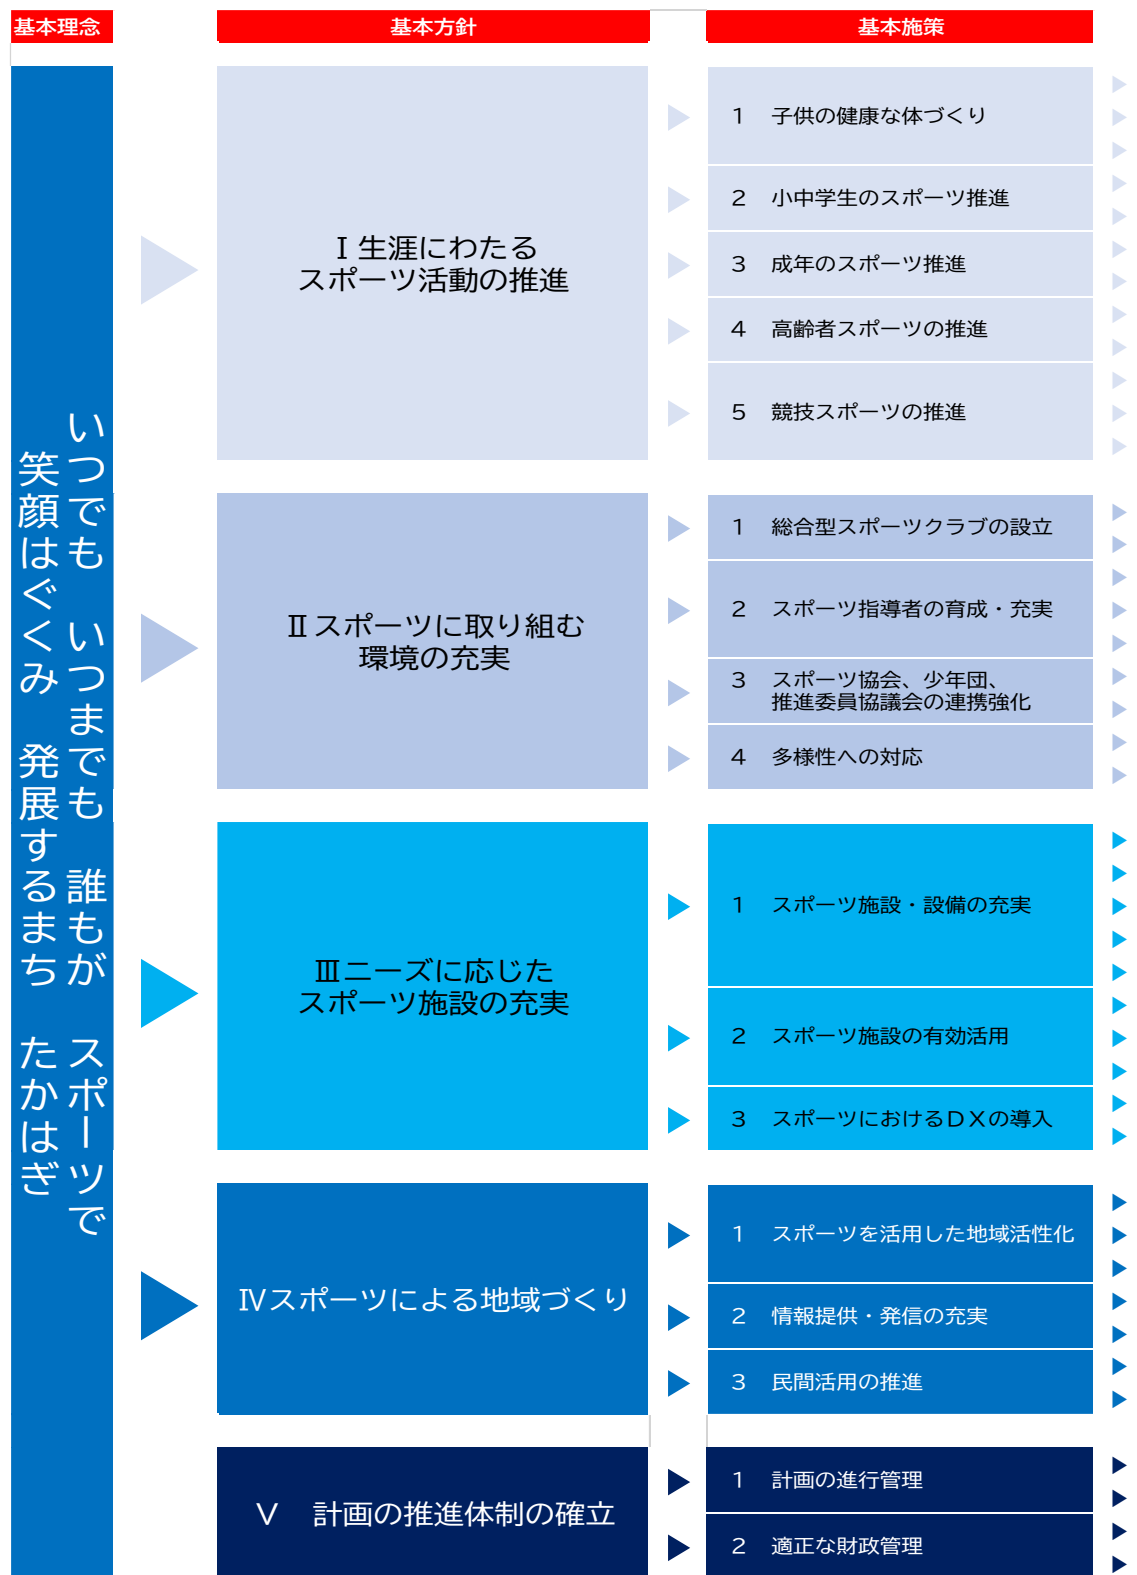 基本理念
基本方針
基本施策
いつでも　いつまでも　誰もが　スポーツで
笑顔はぐくみ　発展するまち　たかはぎ
Ⅰ 生涯にわたる
スポーツ活動の推進
1　子供の健康な体づくり
2　小中学生のスポーツ推進
3　成年のスポーツ推進
4　高齢者スポーツの推進
5　競技スポーツの推進
Ⅱ スポーツに取り組む
環境の充実
1　総合型スポーツクラブの設立
2　スポーツ指導者の育成・充実
3　スポーツ協会、少年団、
推進委員協議会の連携強化
4　多様性への対応
Ⅲニーズに応じた
スポーツ施設の充実
1　スポーツ施設・設備の充実
2　スポーツ施設の有効活用
3　スポーツにおけるＤＸの導入
Ⅳスポーツによる地域づくり
1　スポーツを活用した地域活性化
2　情報提供・発信の充実
3　民間活用の推進
Ⅴ　計画の推進体制の確立
1　計画の進行管理
2　適正な財政管理